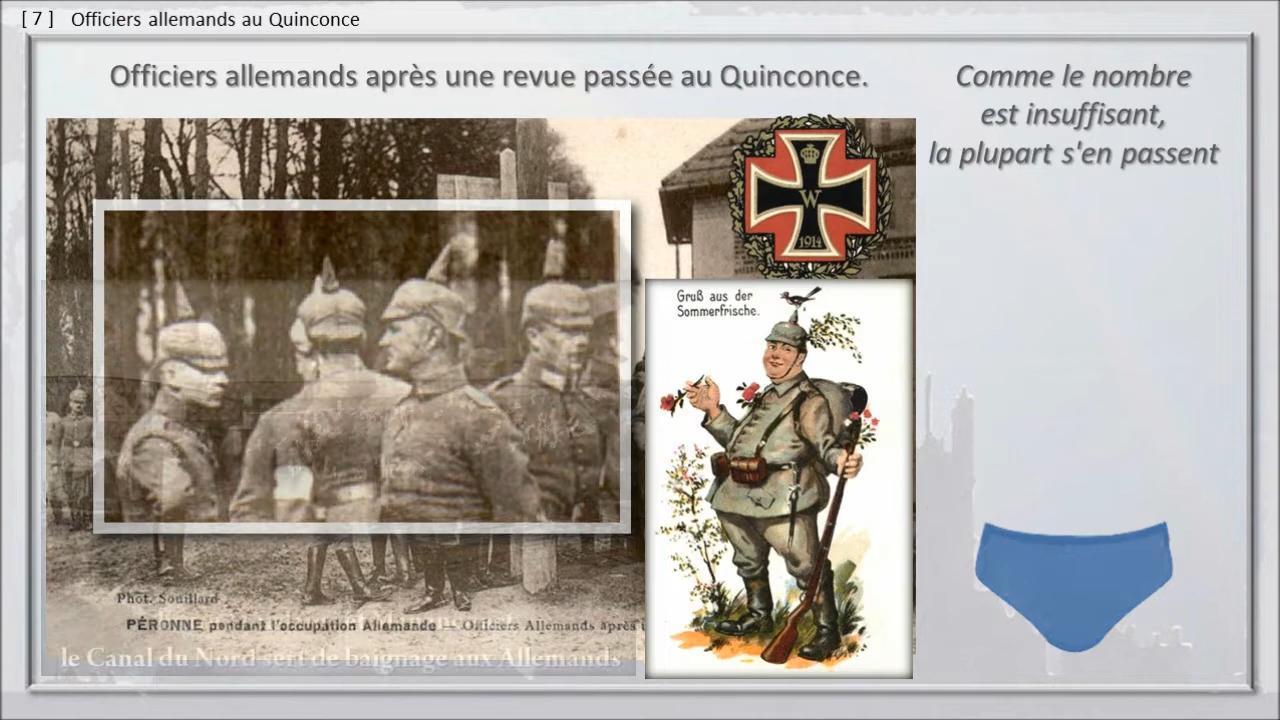 [ 7 ] Officiers allemands au Quinconce
Officiers allemands après une revue passée au Quinconce.
Comme le nombre
est insuffisant,
la plupart s'en passent
W
1914
Gruß aus der
Sommerfrische.
Phot. Souillard
PÉRONNE pendant l'occupation Allemande — Officiers Allemands après
le Canal du Nord sert de baignage aux Allemands